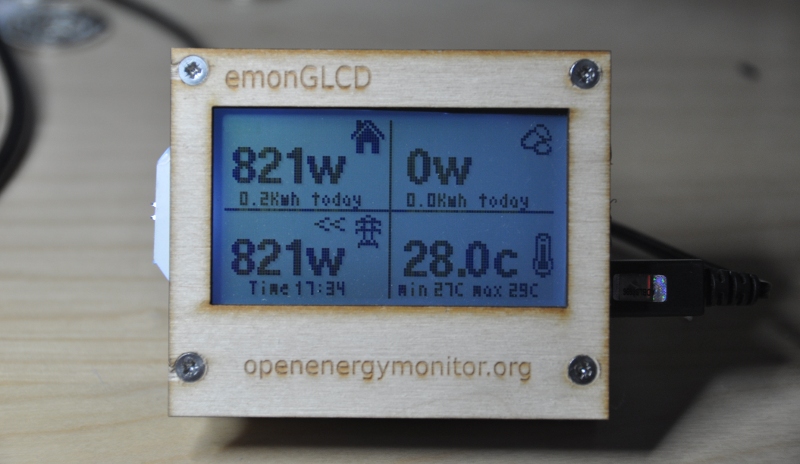 emonGLCD
821w
0.2Kwh today
0w
0.0Kwh today
<<
821w
Time 17:34
28.0c
min 27C max 29C
openenergymonitor.org